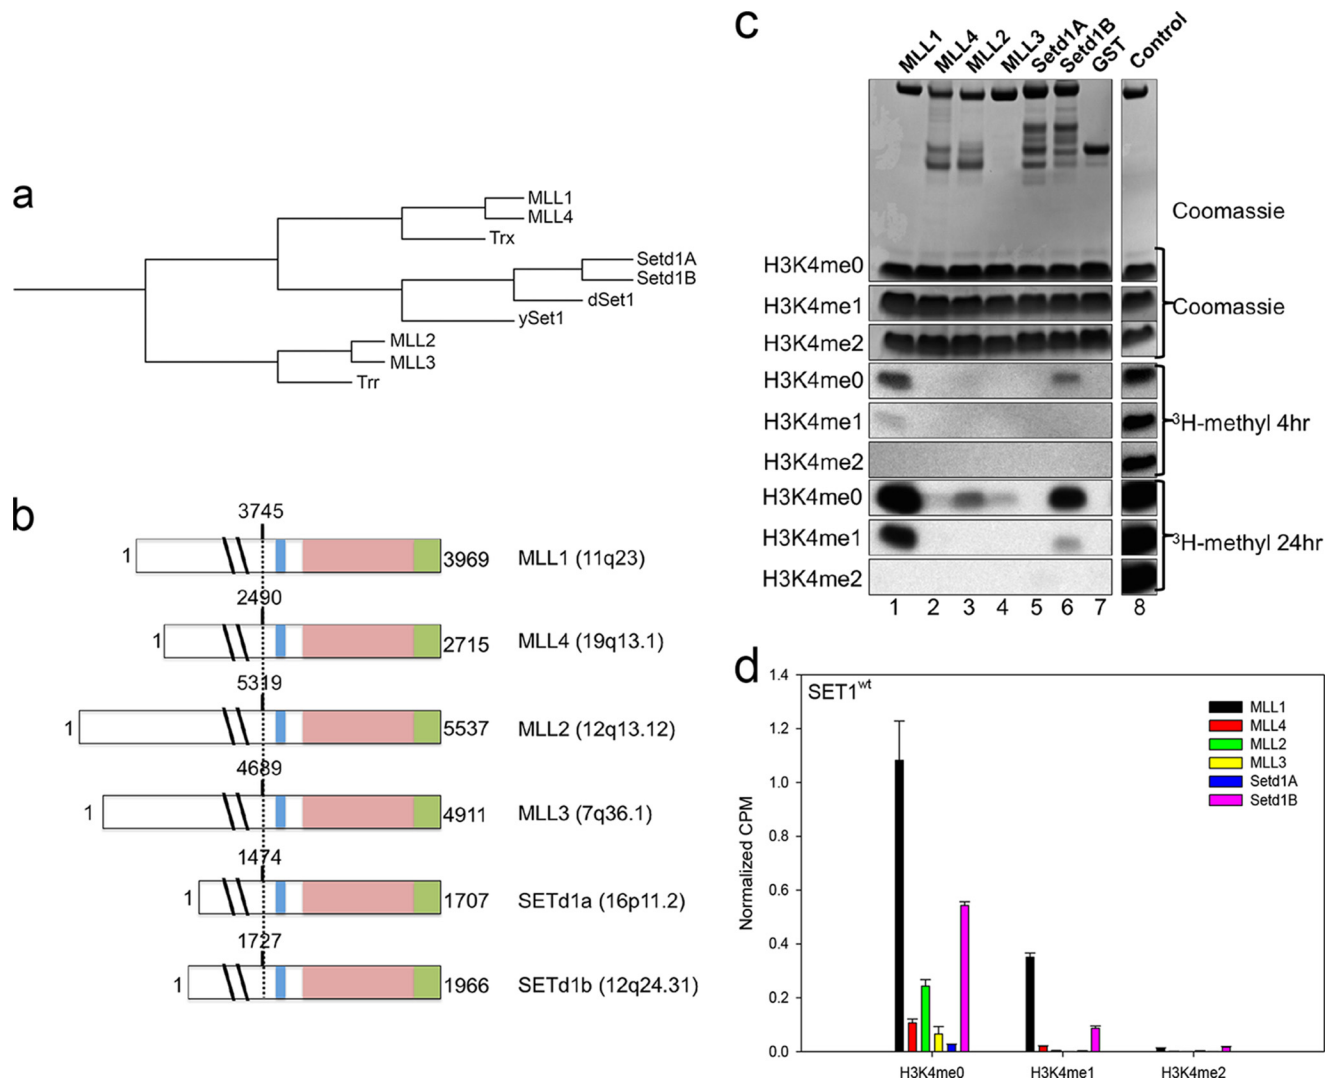 a
MLL1
MLL4
Trx
Setd1A
Setd1B
dSet1
ySet1
MLL2
MLL3
Trr
b
3745
1
3969
MLL1 (11q23)
2490
1
2715
MLL4 (19q13.1)
5319
1
5537
MLL2 (12q13.12)
4689
1
4911
MLL3 (7q36.1)
1474
1
1707
SETd1a (16p11.2)
1727
1
1966
SETd1b (12q24.31)
c
MLL1
MLL4
MLL2
MLL3
Setd1A
Setd1B
GST
Control
Coomassie
H3K4me0
H3K4me1
Coomassie
H3K4me2
H3K4me0
H3K4me1
³H-methyl 4hr
H3K4me2
H3K4me0
H3K4me1
³H-methyl 24hr
H3K4me2
1 2 3 4 5 6 7 8
d
SET1^wt
Normalized CPM
1.4
1.2
1.0
0.8
0.6
0.4
0.2
0.0
MLL1
MLL4
MLL2
MLL3
Setd1A
Setd1B
H3K4me0
H3K4me1
H3K4me2